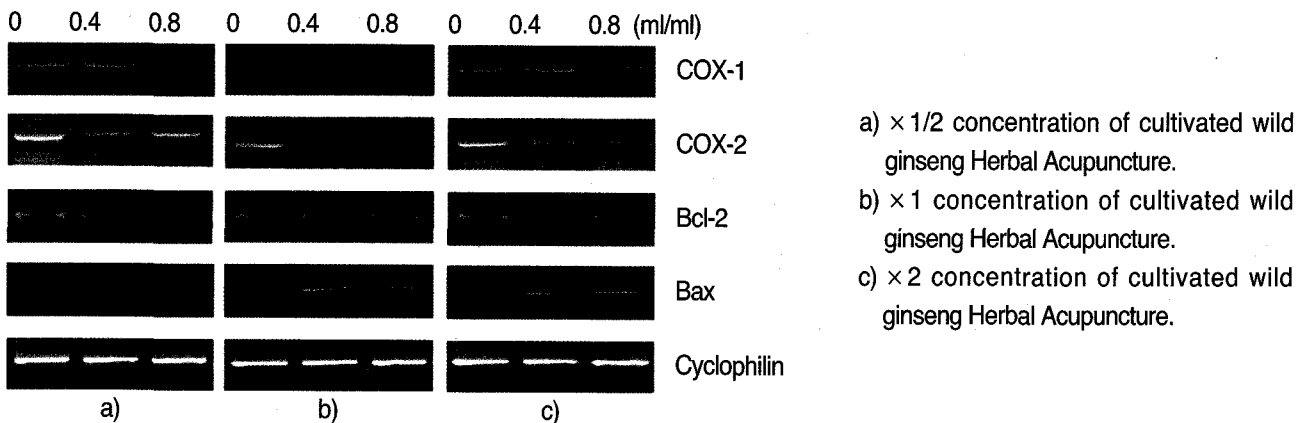 0 0.4 0.8 0 0.4 0.8 0 0.4 0.8 (ml/ml)
COX-1
COX-2
Bcl-2
Bax
Cyclophilin
a) b) c)
a) ×1/2 concentration of cultivated wild
ginseng Herbal Acupuncture.
b) ×1 concentration of cultivated wild
ginseng Herbal Acupuncture.
c) ×2 concentration of cultivated wild
ginseng Herbal Acupuncture.